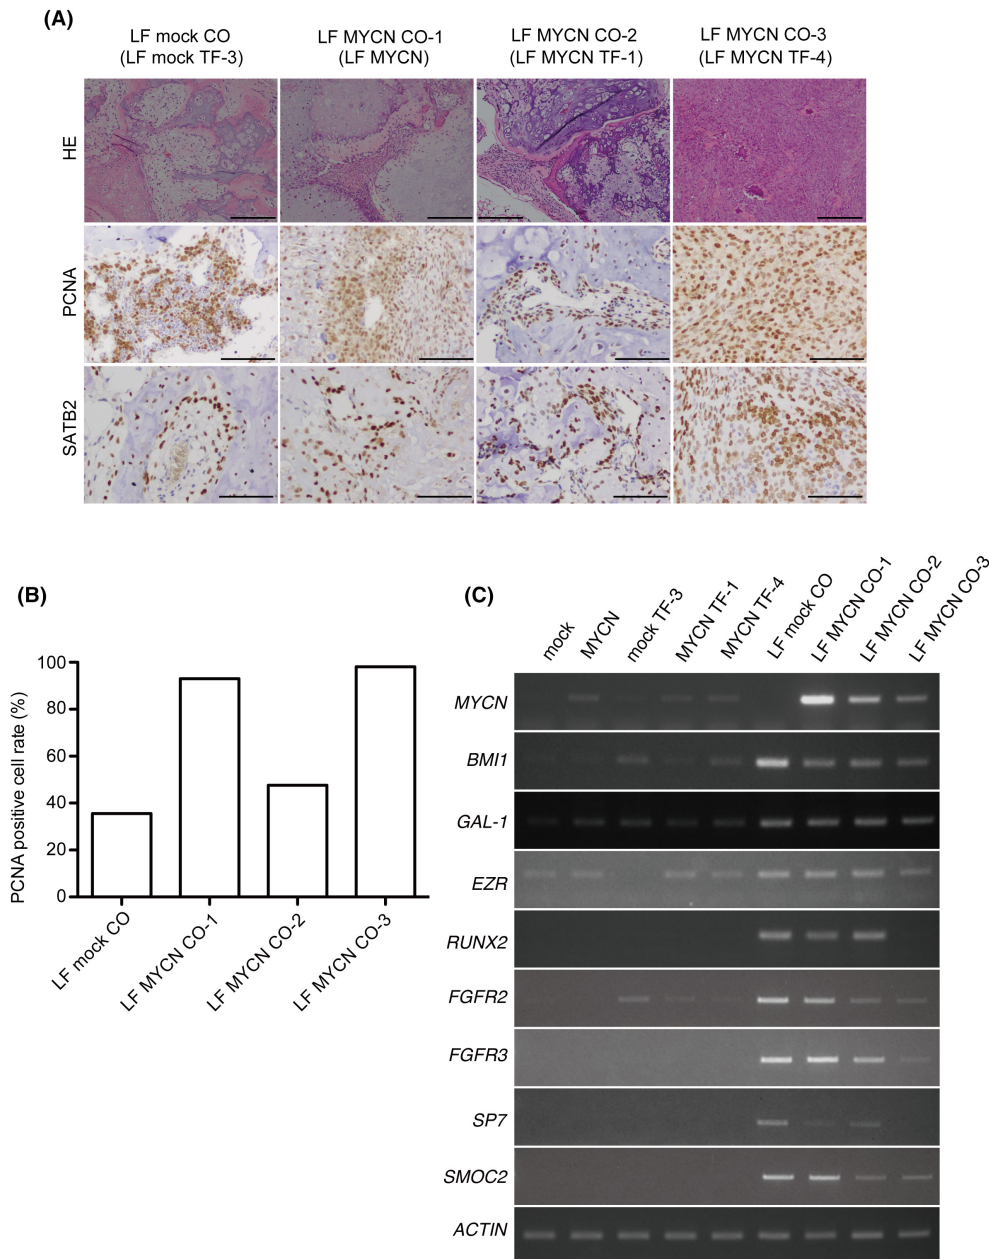 (A)
LF mock CO
(LF mock TF-3)
LF MYCN CO-1
(LF MYCN)
LF MYCN CO-2
(LF MYCN TF-1)
LF MYCN CO-3
(LF MYCN TF-4)
HE
PCNA
SATB2
(B)
PCNA positive cell rate (%)
100
80
60
40
20
0
LF mock CO
LF MYCN CO-1
LF MYCN CO-2
LF MYCN CO-3
(C)
mock
MYCN
mock TF-3
MYCN TF-1
MYCN TF-4
LF mock CO
LF MYCN CO-1
LF MYCN CO-2
LF MYCN CO-3
MYCN
BMI1
GAL-1
EZR
RUNX2
FGFR2
FGFR3
SP7
SMOC2
ACTIN